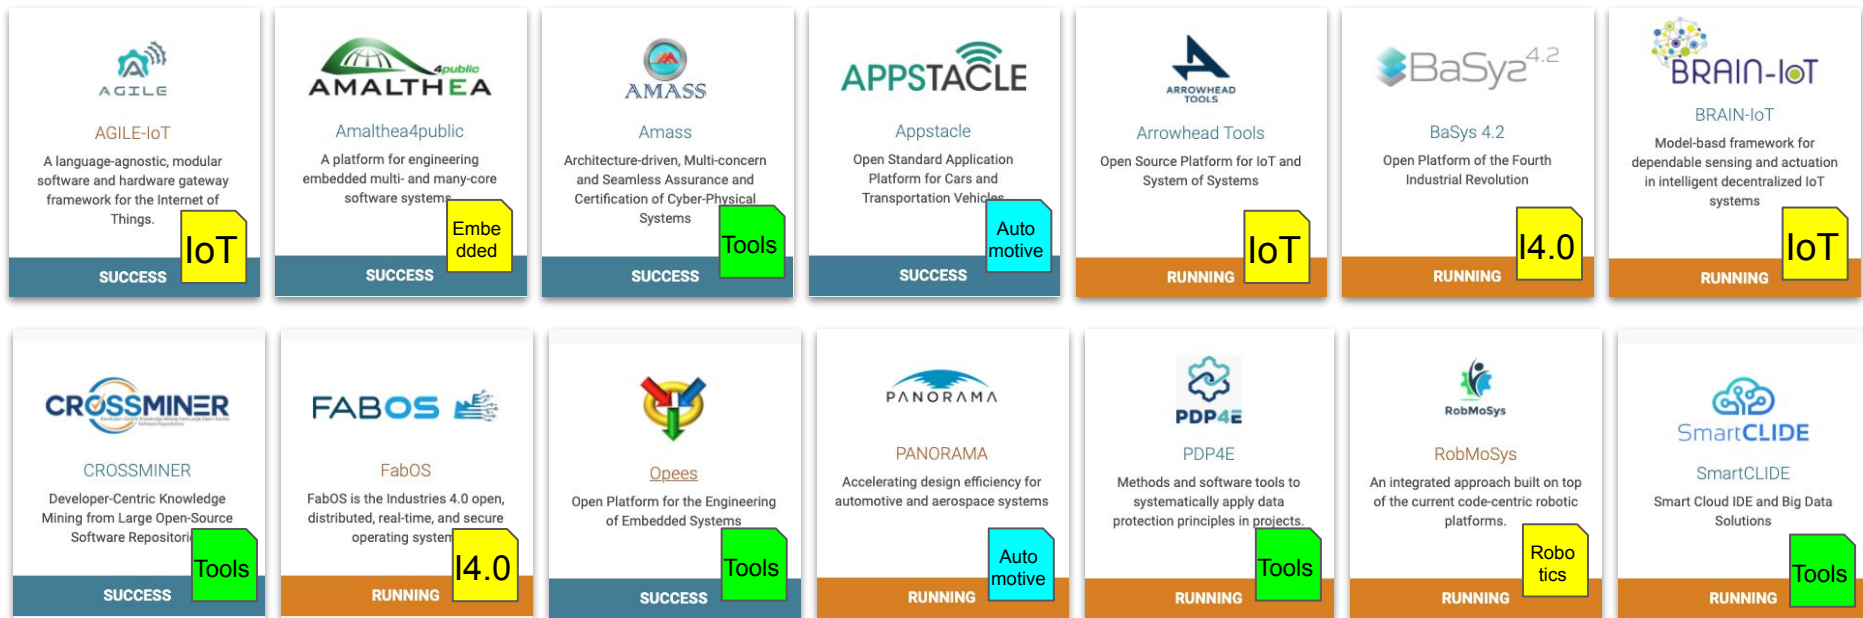 AGILE
AGILE-IoT
A language-agnostic, modular
software and hardware gateway
framework for the Internet of
Things.
IoT
SUCCESS
4public
AMALTHEA
Amalthea4public
A platform for engineering
embedded multi- and many-core
software systems
Embe
dded
SUCCESS
AMASS
Amass
Architecture-driven, Multi-concern
and Seamless Assurance and
Certification of Cyber-Physical
Systems
Tools
SUCCESS
APPSTACLE
Appstacle
Open Standard Application
Platform for Cars and
Transportation Vehicles
Auto
motive
SUCCESS
ARROWHEAD
TOOLS
Arrowhead Tools
Open Source Platform for IoT and
System of Systems
IoT
RUNNING
BaSys 4.2
BaSys 4.2
Open Platform of the Fourth
Industrial Revolution
I4.0
RUNNING
BRAIN-IoT
BRAIN-IoT
Model-basd framework for
dependable sensing and actuation
in intelligent decentralized IoT
systems
IoT
RUNNING
CROSSMINER
CROSSMINER
Developer-Centric Knowledge
Mining from Large Open-Source
Software Repositori
Tools
SUCCESS
FABOS
FabOS
FabOS is the Industries 4.0 open,
distributed, real-time, and secure
operating system
I4.0
RUNNING
Opees
Open Platform for the Engineering
of Embedded Systems
Tools
SUCCESS
PANORAMA
PANORAMA
Accelerating design efficiency for
automotive and aerospace systems
Auto
motive
RUNNING
PDP4E
PDP4E
Methods and software tools to
systematically apply data
protection principles in projects.
Tools
RUNNING
RobMoSys
RobMoSys
An integrated approach built on top
of the current code-centric robotic
platforms.
Robo
tics
RUNNING
SmartCLIDE
SmartCLIDE
Smart Cloud IDE and Big Data
Solutions
Tools
RUNNING